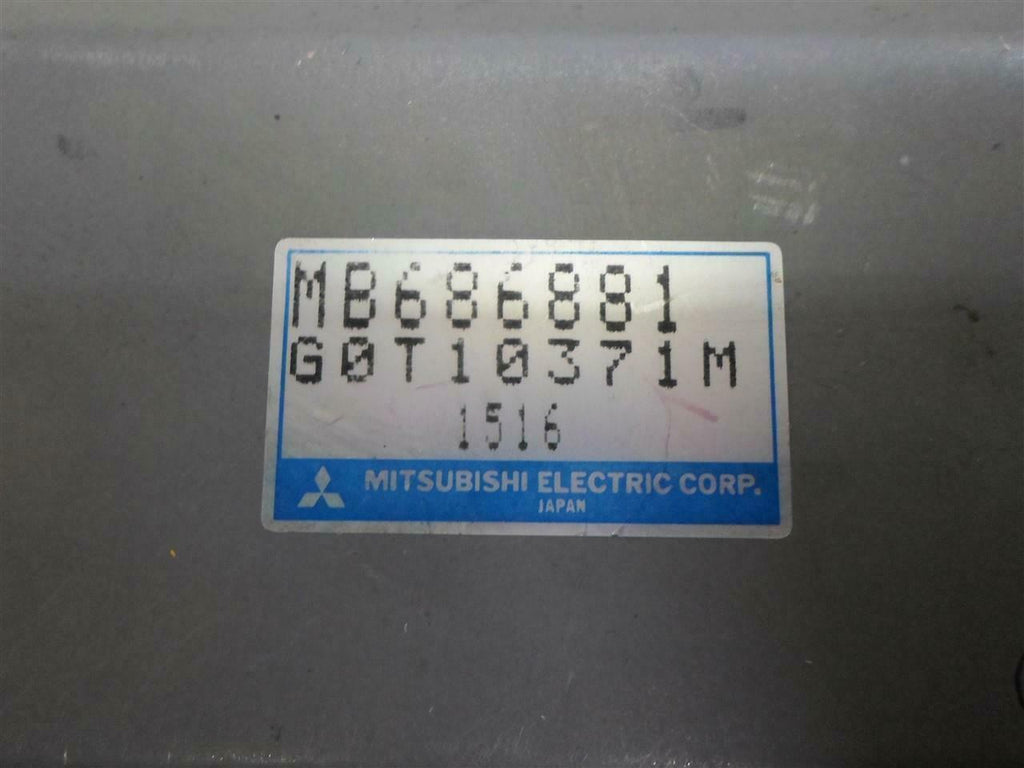 MB686881
G0T10371M
1516
MITSUBISHI ELECTRIC CORP.
JAPAN